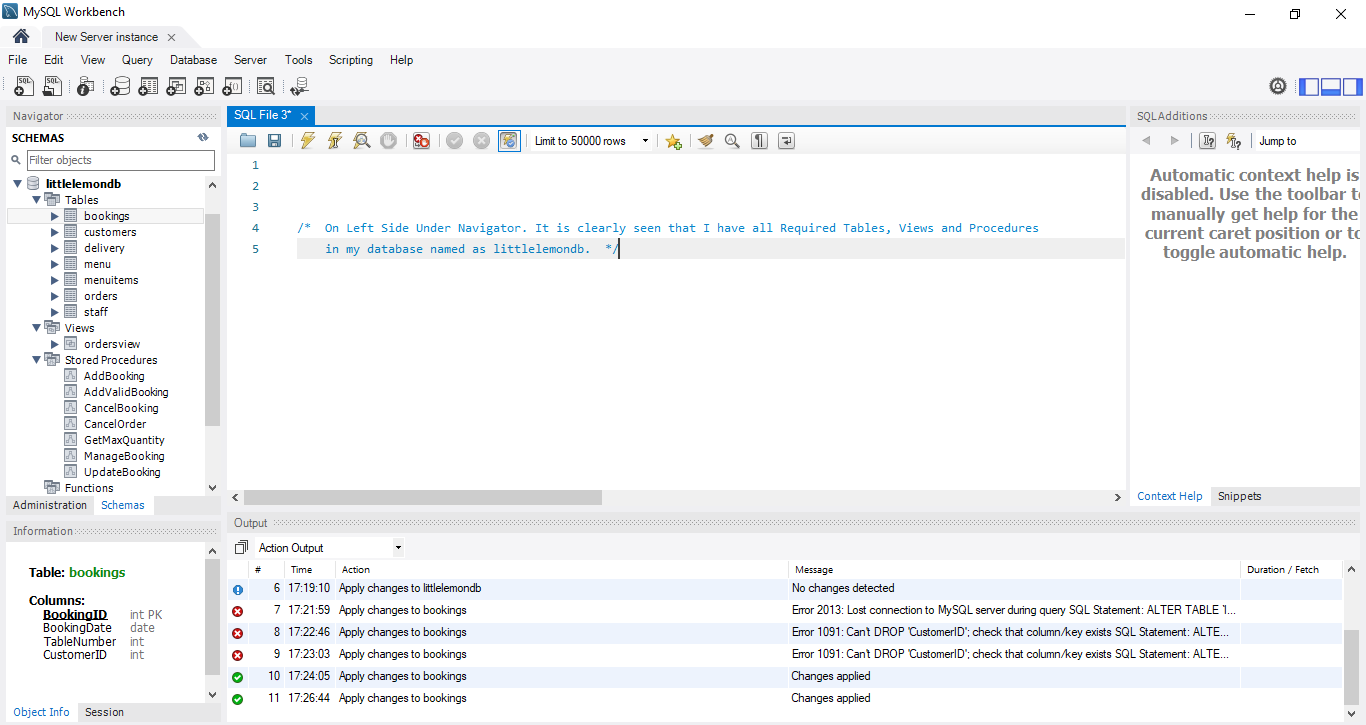 MySQL Workbench
New Server instance
File Edit View Query Database Server Tools Scripting Help
Navigator
SCHEMAS
Filter objects
littlelemondb
Tables
bookings
customers
delivery
menu
menuitems
orders
staff
Views
ordersview
Stored Procedures
AddBooking
AddValidBooking
CancelBooking
CancelOrder
GetMaxQuantity
ManageBooking
UpdateBooking
Functions
Administration Schemas
Information
Table: bookings
Columns:
BookingID int PK
BookingDate date
TableNumber int
CustomerID int
Object Info Session
SQL File 3*
Limit to 50000 rows
1
2
3
4 /* On Left Side Under Navigator. It is clearly seen that I have all Required Tables, Views and Procedures
5 in my database named as littlelemondb. */
SQLAdditions
Jump to
Automatic context help is
disabled. Use the toolbar to
manually get help for the
current caret position or to
toggle automatic help.
Context Help Snippets
Output
Action Output
# Time Action Message Duration / Fetch
6 17:19:10 Apply changes to littlelemondb No changes detected
7 17:21:59 Apply changes to bookings Error 2013: Lost connection to MySQL server during query SQL Statement: ALTER TABLE `l...
8 17:22:46 Apply changes to bookings Error 1091: Can't DROP 'CustomerID'; check that column/key exists SQL Statement: ALTE...
9 17:23:03 Apply changes to bookings Error 1091: Can't DROP 'CustomerID'; check that column/key exists SQL Statement: ALTE...
10 17:24:05 Apply changes to bookings Changes applied
11 17:26:44 Apply changes to bookings Changes applied